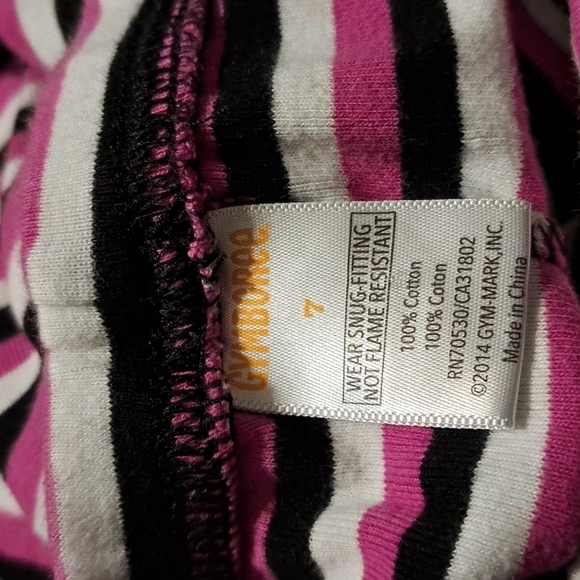 GYMBOREE
7
WEAR SNUG-FITTING
NOT FLAME RESISTANT
100% Cotton
100% Coton
RN70530/CA31802
©2014 GYM-MARK,INC.
Made in China